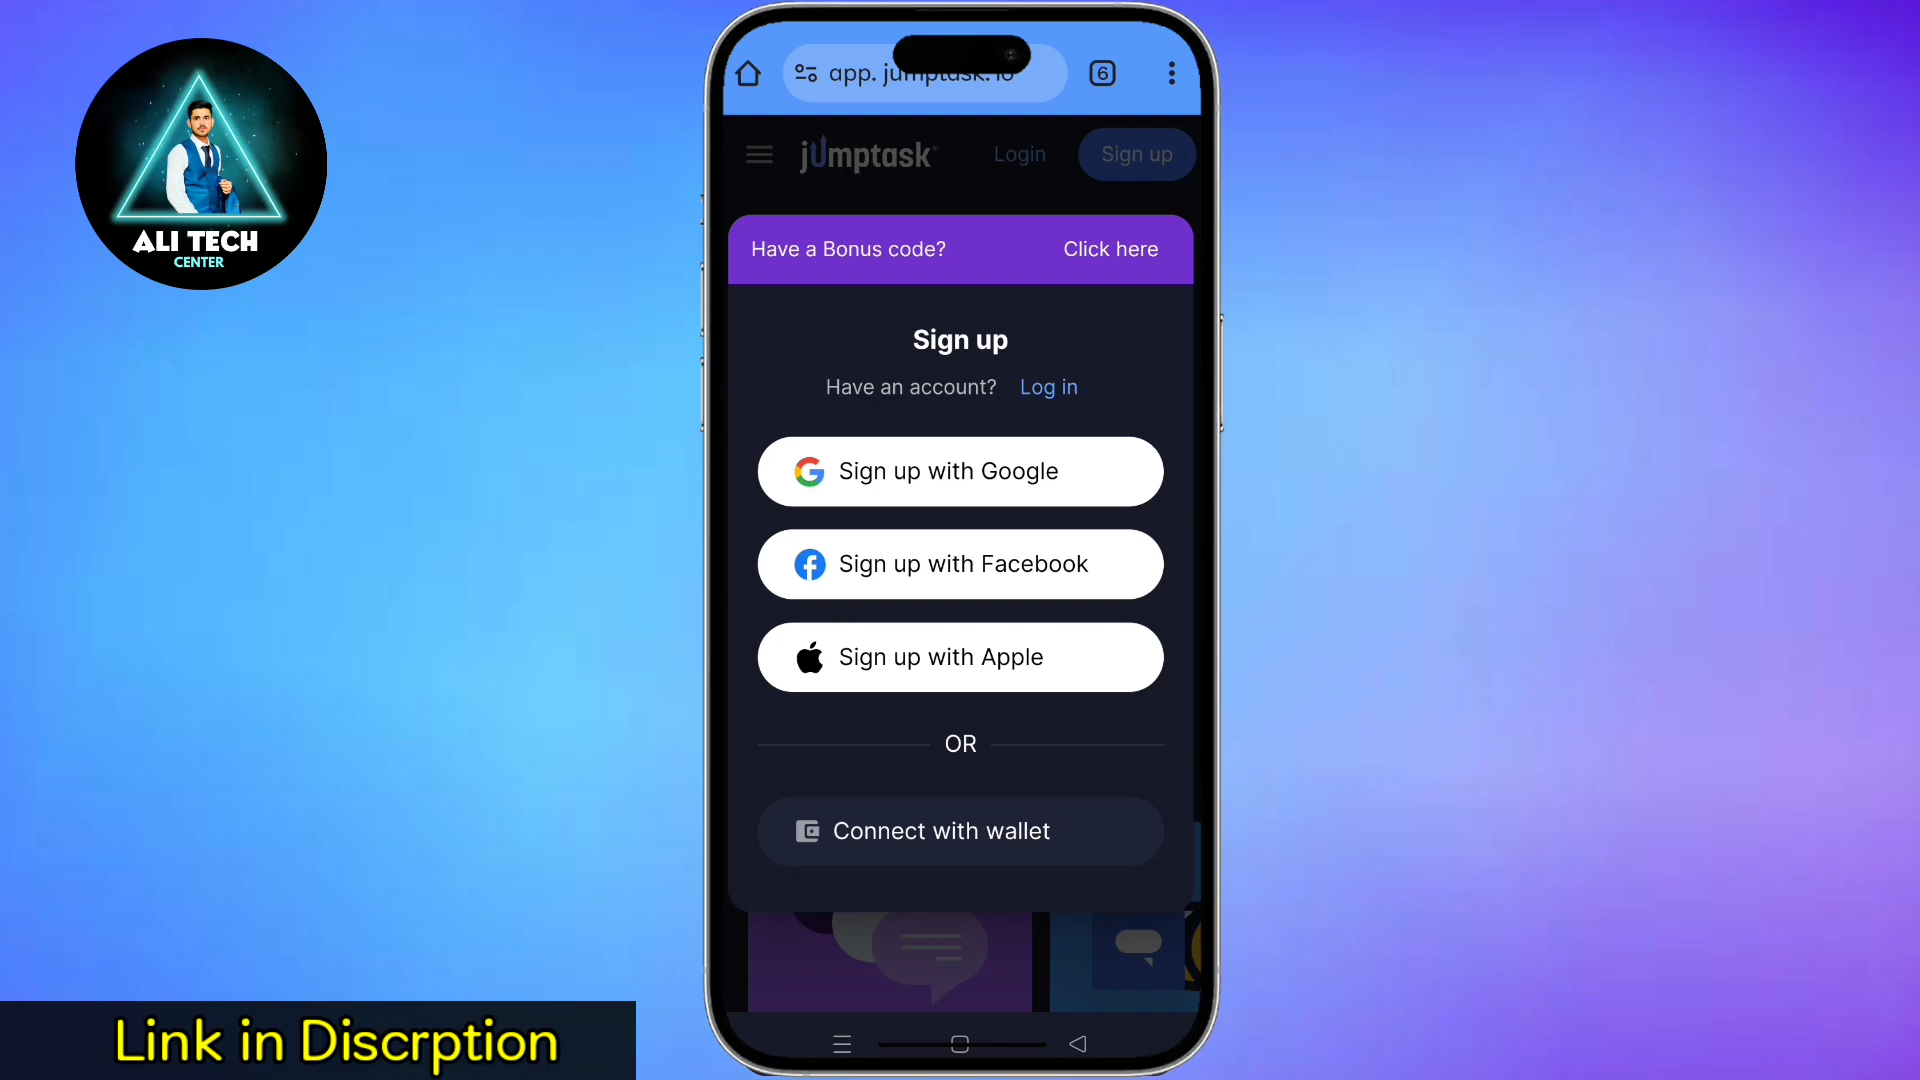 ALI TECH
CENTER
app. jumptask. io
6
jumptask
Login
Sign up
Have a Bonus code?
Click here
Sign up
Have an account? Log in
Sign up with Google
Sign up with Facebook
Sign up with Apple
OR
Connect with wallet
Link in Discrption